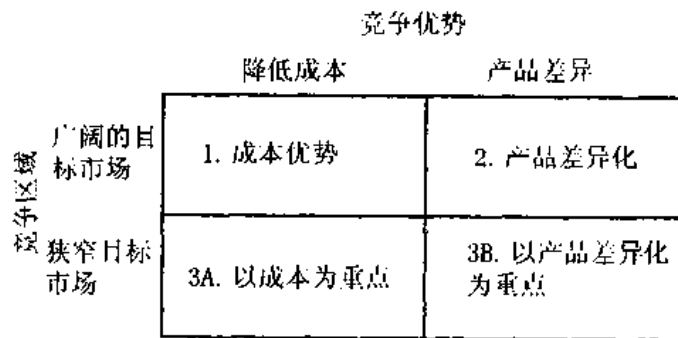 竞争优势
降低成本 产品差异
竞争区域
广阔的目
标市场
1. 成本优势
2. 产品差异化
狭窄目标
市场
3A. 以成本为重点
3B. 以产品差异化
为重点